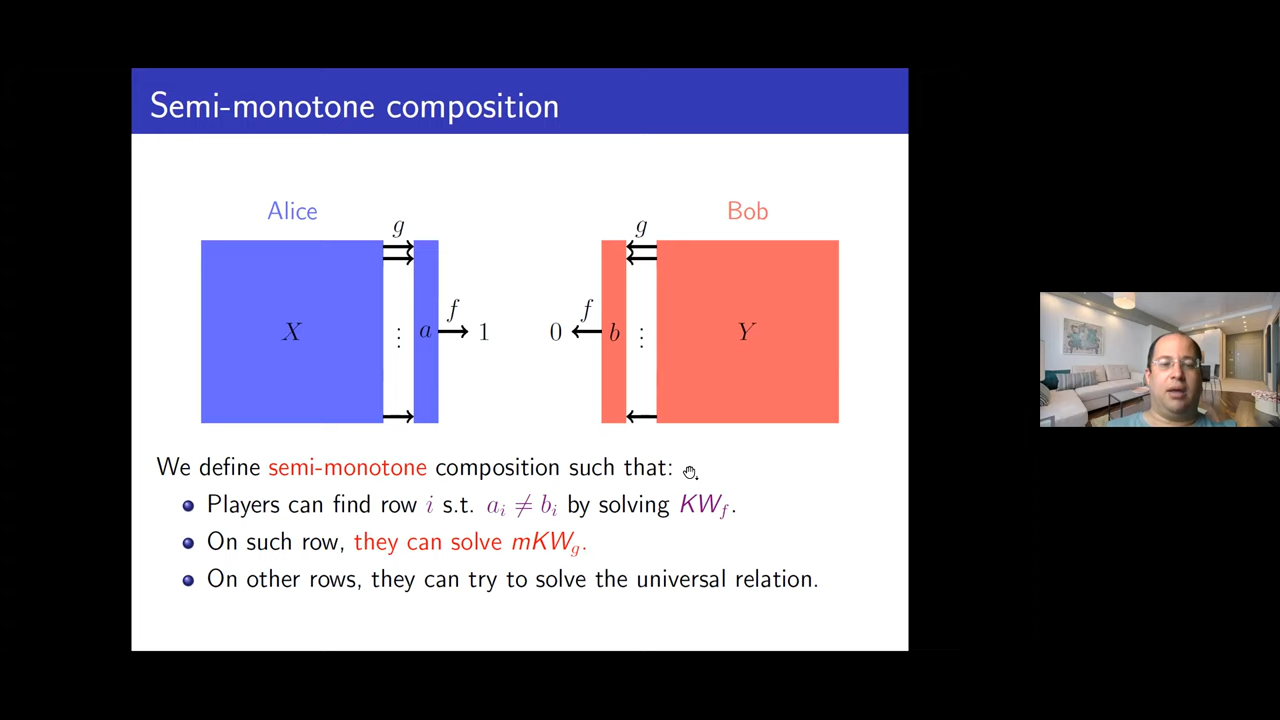 Semi-monotone composition
Alice
Bob
g
g
X
⋮
a
f
1
0
f
b
⋮
Y
We define semi-monotone composition such that:
Players can find row i s.t. aᵢ ≠ bᵢ by solving KW_f.
On such row, they can solve mKW_g.
On other rows, they can try to solve the universal relation.